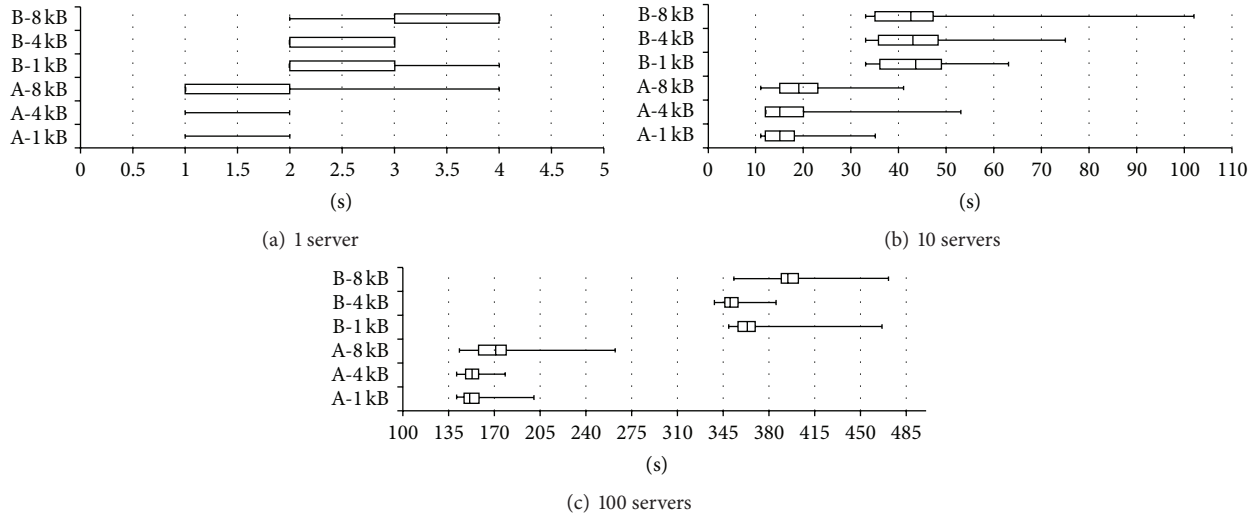 B-8 kB
B-4 kB
B-1 kB
A-8 kB
A-4 kB
A-1 kB
0 0.5 1 1.5 2 2.5 3 3.5 4 4.5 5
(s)
(a) 1 server
B-8 kB
B-4 kB
B-1 kB
A-8 kB
A-4 kB
A-1 kB
0 10 20 30 40 50 60 70 80 90 100 110
(s)
(b) 10 servers
B-8 kB
B-4 kB
B-1 kB
A-8 kB
A-4 kB
A-1 kB
100 135 170 205 240 275 310 345 380 415 450 485
(s)
(c) 100 servers